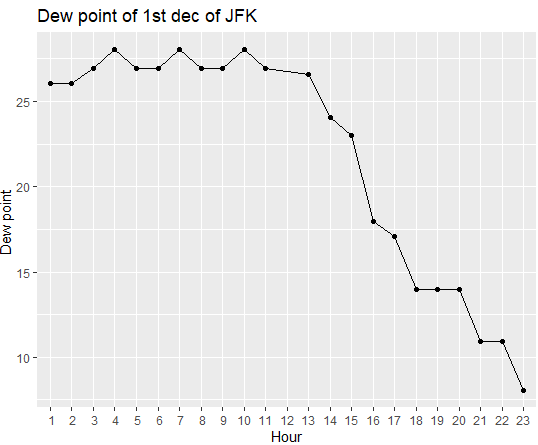 Dew point of 1st dec of JFK
Dew point
25
20
15
10
1 2 3 4 5 6 7 8 9 10 11 12 13 14 15 16 17 18 19 20 21 22 23
Hour